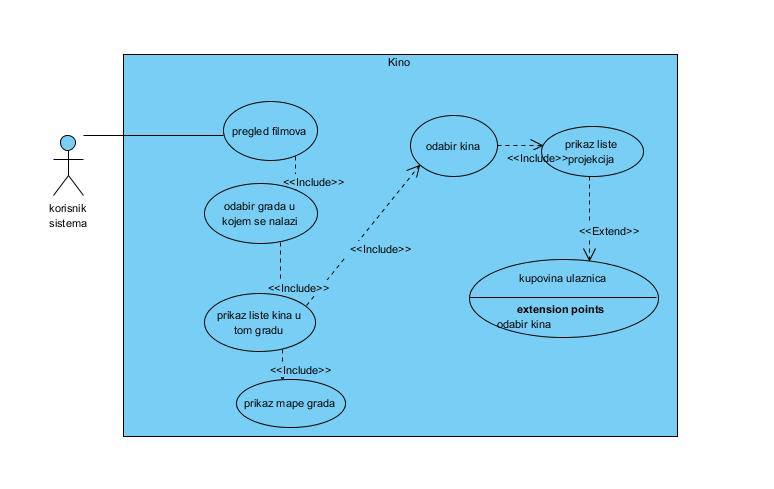 Kino
korisnik
sistema
pregled filmova
<<Include>>
odabir grada u
kojem se nalazi
<<Include>>
prikaz liste kina u
tom gradu
<<Include>>
prikaz mape grada
<<Include>>
odabir kina
<<Include>>
prikaz liste
projekcija
<<Extend>>
kupovina ulaznica
extension points
odabir kina